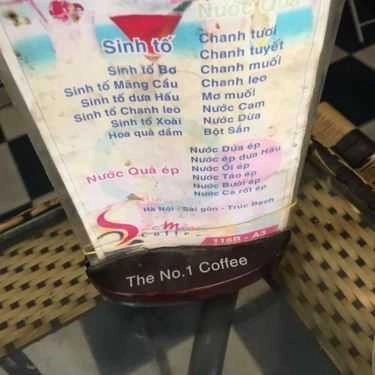 Nước Quả
Sinh tố
Sinh tố Bơ
Sinh tố Mãng Cầu
Sinh tố dưa Hấu
Sinh tố Chanh leo
Sinh tố Xoài
Hoa quả dầm
Chanh tươi
Chanh tuyết
Chanh muối
Chanh leo
Mơ muối
Nước Cam
Nước Dừa
Bột Sắn
Nước Quả ép
Nước Dứa ép
Nước ép dưa Hấu
Nước Ổi ép
Nước Táo ép
Nước Bưởi ép
Nước Cà rốt ép
Hà Nội - Sài gòn - Trúc Bạch
coffee
118B - A3
The No.1 Coffee